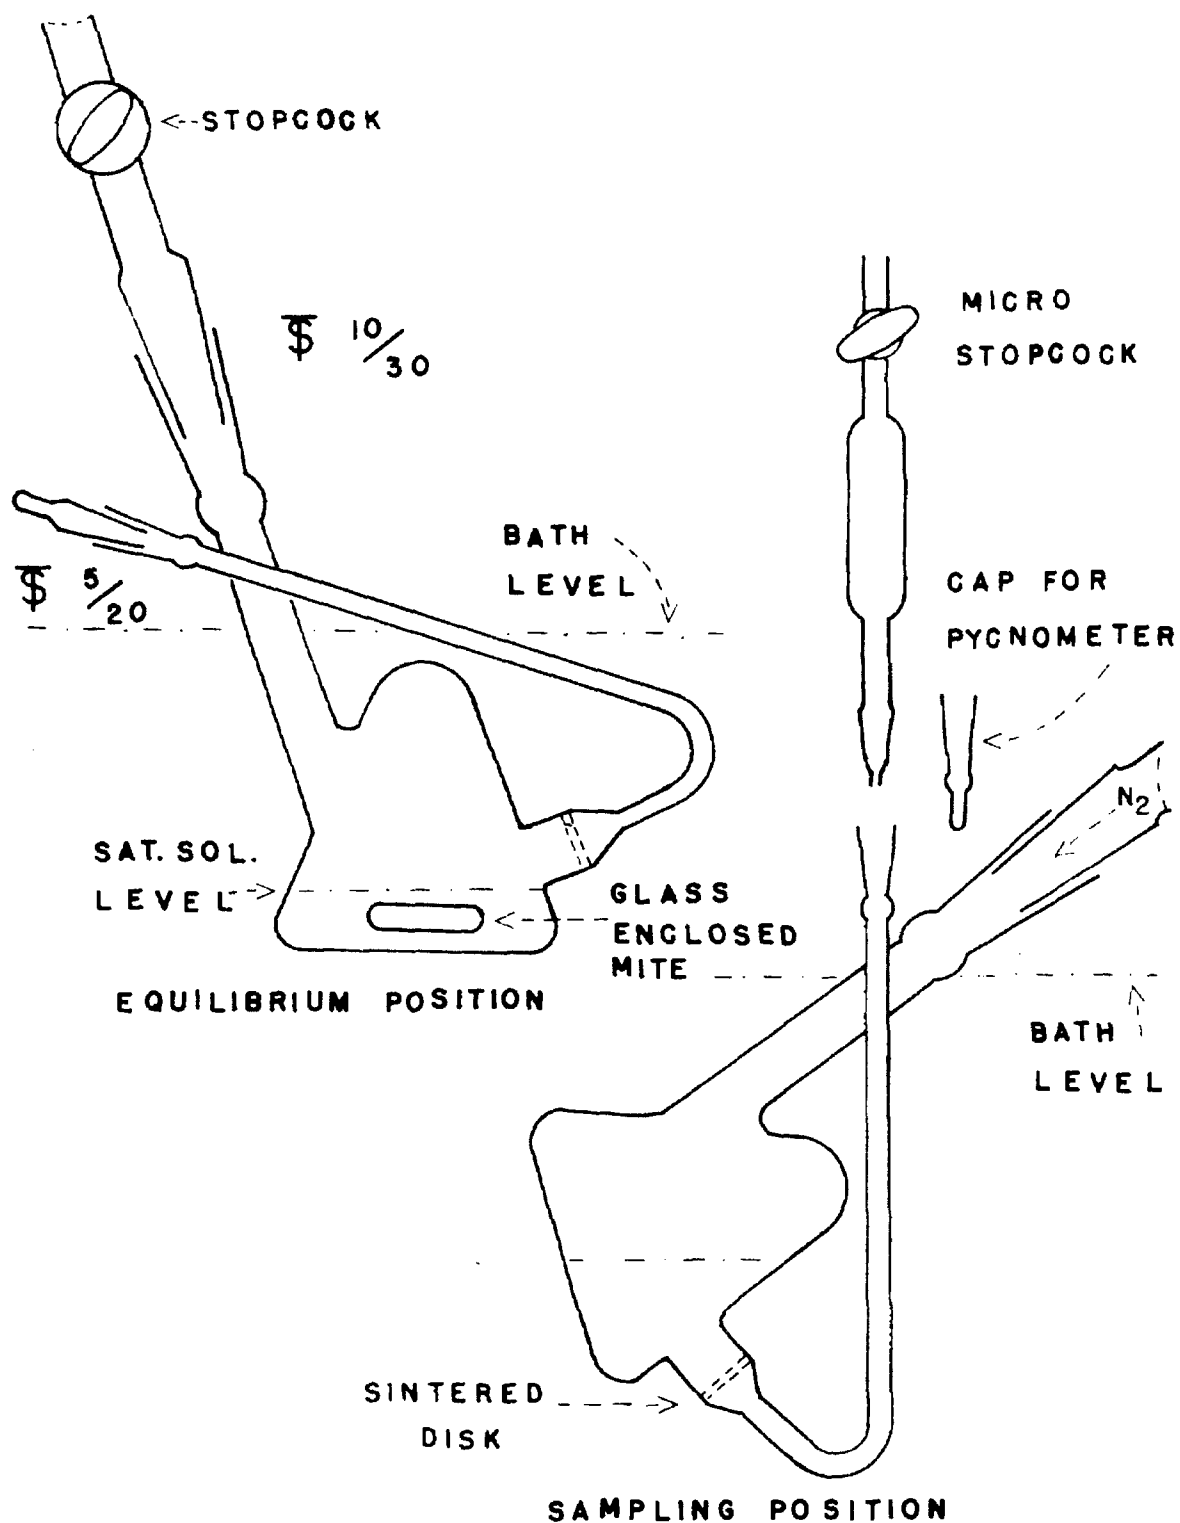 STOPCOCK
T$ 10/30
MICRO
STOPCOCK
BATH
LEVEL
T$ 5/20
CAP FOR
PYCNOMETER
N2
SAT. SOL.
LEVEL
GLASS
ENCLOSED
MITE
EQUILIBRIUM POSITION
BATH
LEVEL
SINTERED
DISK
SAMPLING POSITION